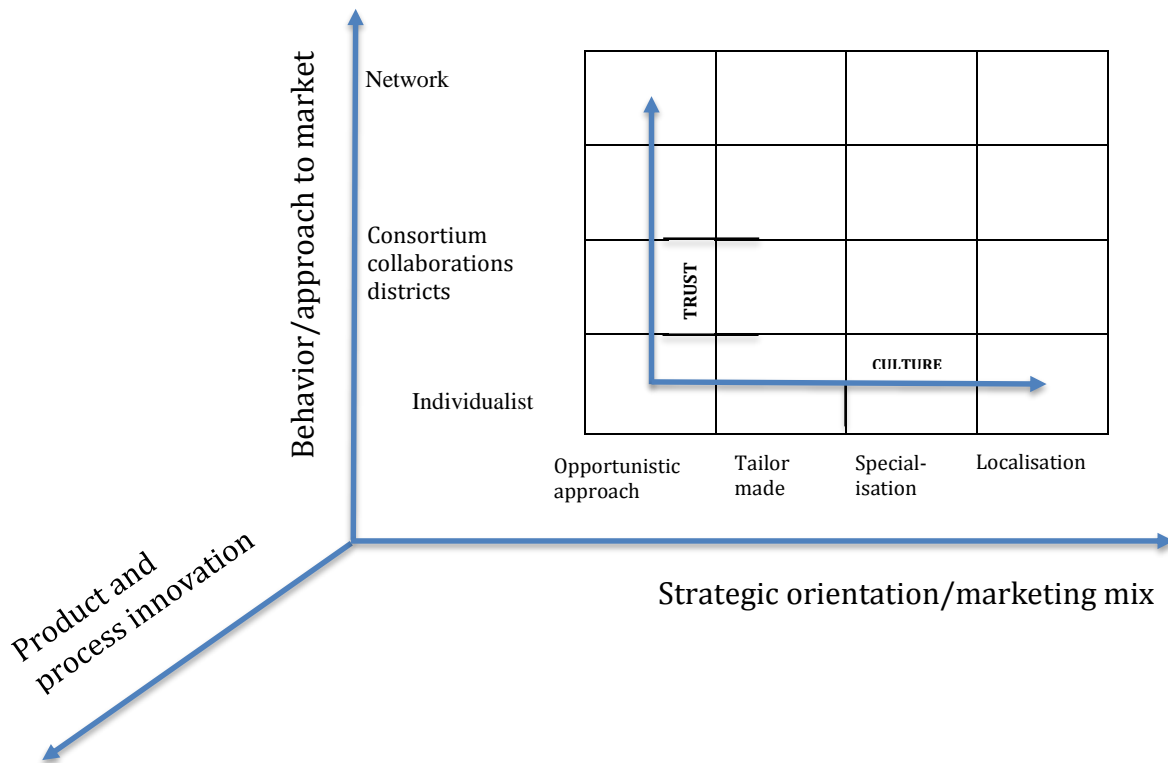 Behavior/approach to market
Network
Consortium
collaborations
districts
Individualist
TRUST
CULTURE
Opportunistic
approach
Tailor
made
Special-
isation
Localisation
Strategic orientation/marketing mix
Product and
process innovation